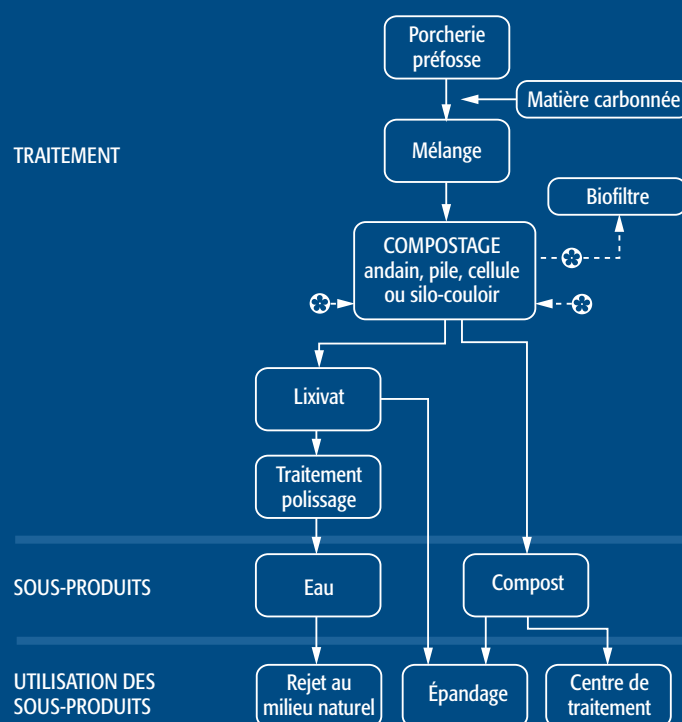 Porcherie
préfosse
Matière carbonnée
TRAITEMENT
Mélange
Biofiltre
COMPOSTAGE
andain, pile, cellule
ou silo-couloir
Lixivat
Traitement
polissage
SOUS-PRODUITS
Eau
Compost
UTILISATION DES
SOUS-PRODUITS
Rejet au
milieu naturel
Épandage
Centre de
traitement